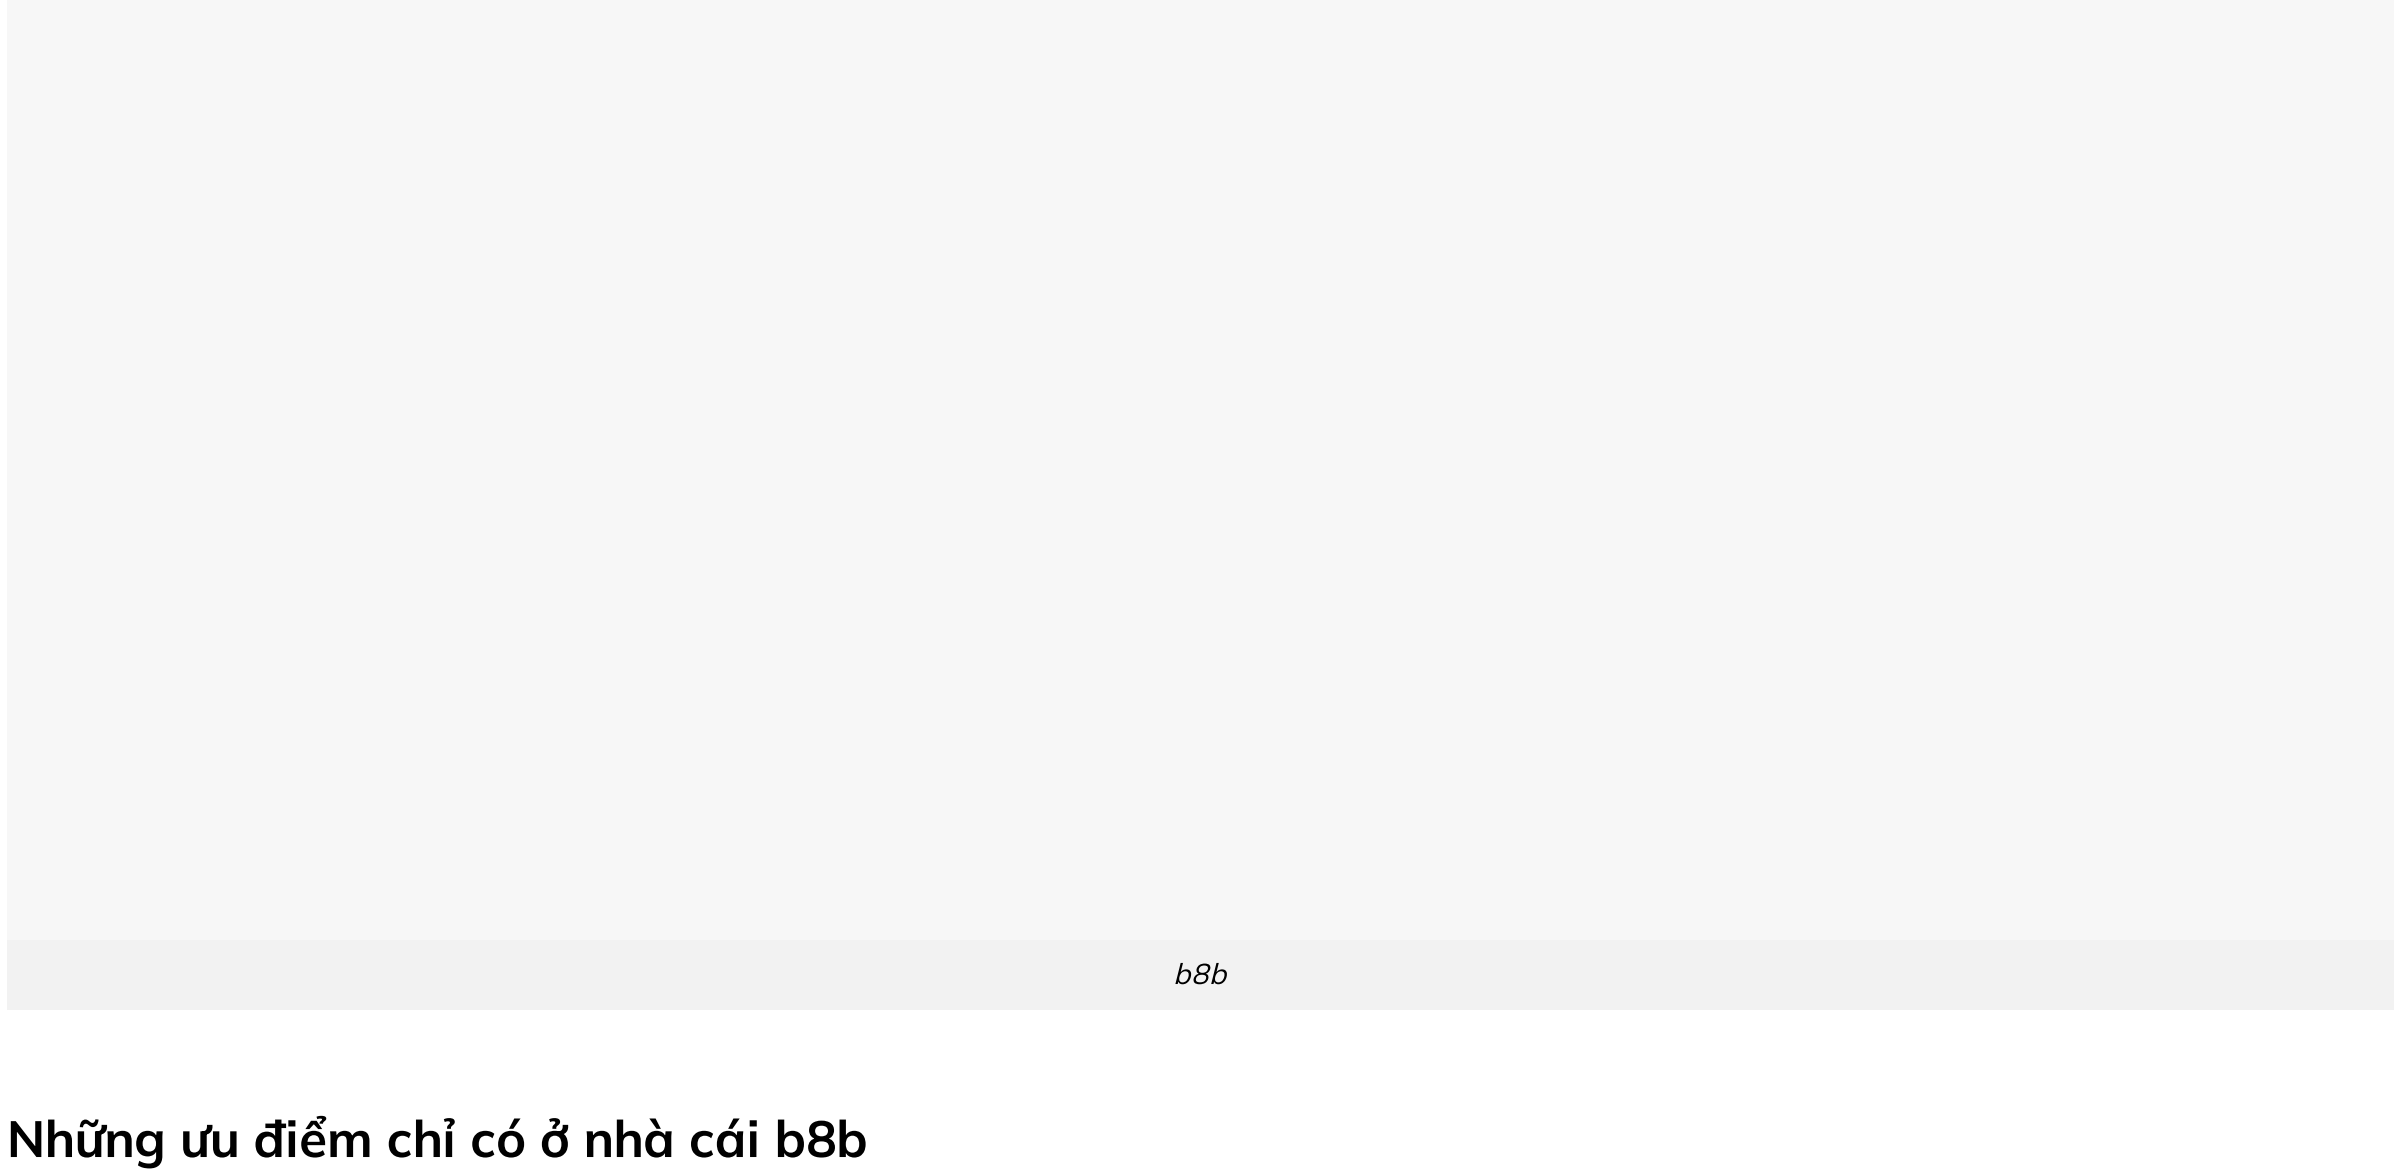 b8b
Những ưu điểm chỉ có ở nhà cái b8b